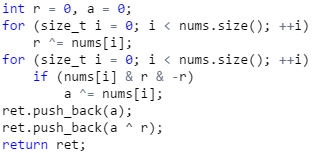 int r = 0, a = 0;
for (size_t i = 0; i < nums.size(); ++i)
    r ^= nums[i];
for (size_t i = 0; i < nums.size(); ++i)
    if (nums[i] & r & -r)
        a ^= nums[i];
ret.push_back(a);
ret.push_back(a ^ r);
return ret;